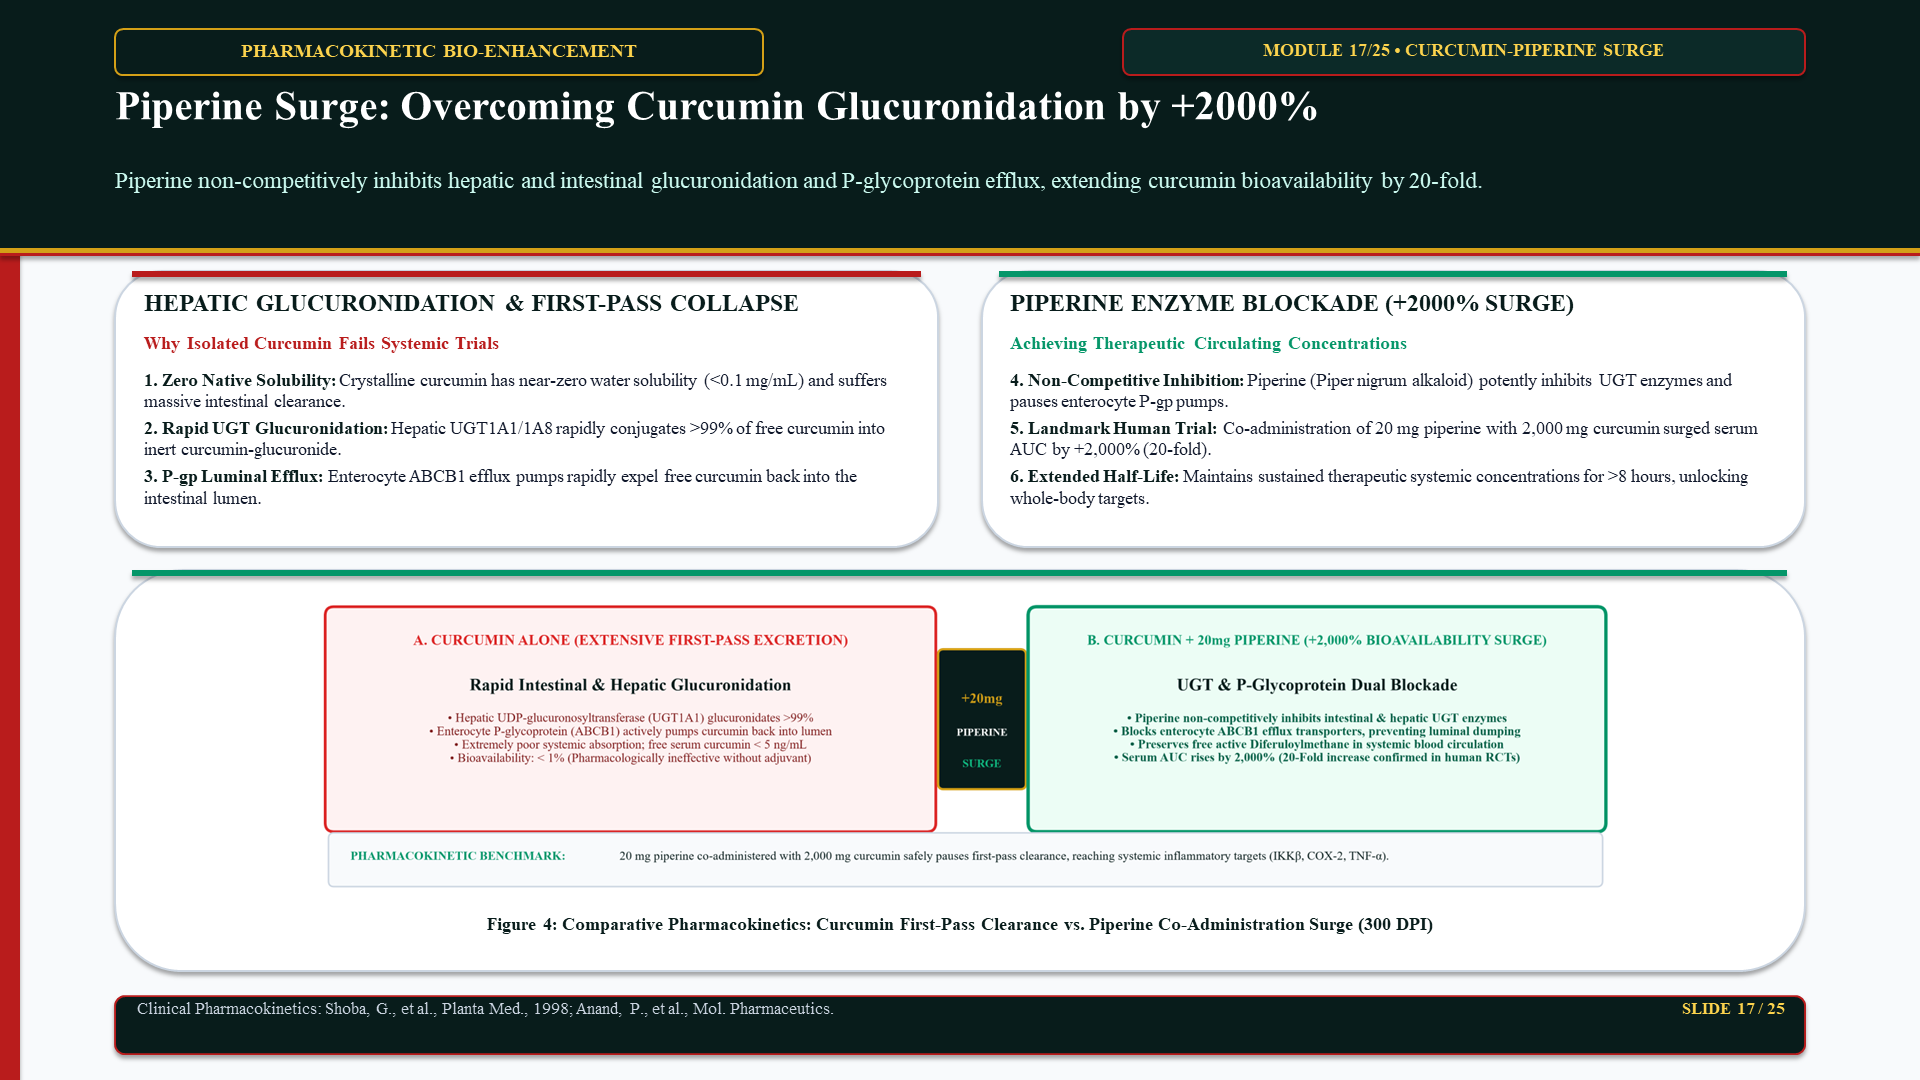 PHARMACOKINETIC BIO-ENHANCEMENT
MODULE 17/25 • CURCUMIN-PIPERINE SURGE
Piperine Surge: Overcoming Curcumin Glucuronidation by +2000%
Piperine non-competitively inhibits hepatic and intestinal glucuronidation and P-glycoprotein efflux, extending curcumin bioavailability by 20-fold.
HEPATIC GLUCURONIDATION & FIRST-PASS COLLAPSE
Why Isolated Curcumin Fails Systemic Trials
1. Zero Native Solubility: Crystalline curcumin has near-zero water solubility (<0.1 mg/mL) and suffers
massive intestinal clearance.
2. Rapid UGT Glucuronidation: Hepatic UGT1A1/1A8 rapidly conjugates >99% of free curcumin into
inert curcumin-glucuronide.
3. P-gp Luminal Efflux: Enterocyte ABCB1 efflux pumps rapidly expel free curcumin back into the
intestinal lumen.
PIPERINE ENZYME BLOCKADE (+2000% SURGE)
Achieving Therapeutic Circulating Concentrations
4. Non-Competitive Inhibition: Piperine (Piper nigrum alkaloid) potently inhibits UGT enzymes and
pauses enterocyte P-gp pumps.
5. Landmark Human Trial: Co-administration of 20 mg piperine with 2,000 mg curcumin surged serum
AUC by +2,000% (20-fold).
6. Extended Half-Life: Maintains sustained therapeutic systemic concentrations for >8 hours, unlocking
whole-body targets.
A. CURCUMIN ALONE (EXTENSIVE FIRST-PASS EXCRETION)
Rapid Intestinal & Hepatic Glucuronidation
• Hepatic UDP-glucuronosyltransferase (UGT1A1) glucuronidates >99%
• Enterocyte P-glycoprotein (ABCB1) actively pumps curcumin back into lumen
• Extremely poor systemic absorption; free serum curcumin < 5 ng/mL
• Bioavailability: < 1% (Pharmacologically ineffective without adjuvant)
+20mg
PIPERINE
SURGE
B. CURCUMIN + 20mg PIPERINE (+2,000% BIOAVAILABILITY SURGE)
UGT & P-Glycoprotein Dual Blockade
• Piperine non-competitively inhibits intestinal & hepatic UGT enzymes
• Blocks enterocyte ABCB1 efflux transporters, preventing luminal dumping
• Preserves free active Diferuloylmethane in systemic blood circulation
• Serum AUC rises by 2,000% (20-Fold increase confirmed in human RCTs)
PHARMACOKINETIC BENCHMARK: 20 mg piperine co-administered with 2,000 mg curcumin safely pauses first-pass clearance, reaching systemic inflammatory targets (IKKβ, COX-2, TNF-α).
Figure 4: Comparative Pharmacokinetics: Curcumin First-Pass Clearance vs. Piperine Co-Administration Surge (300 DPI)
Clinical Pharmacokinetics: Shoba, G., et al., Planta Med., 1998; Anand, P., et al., Mol. Pharmaceutics.
SLIDE 17 / 25